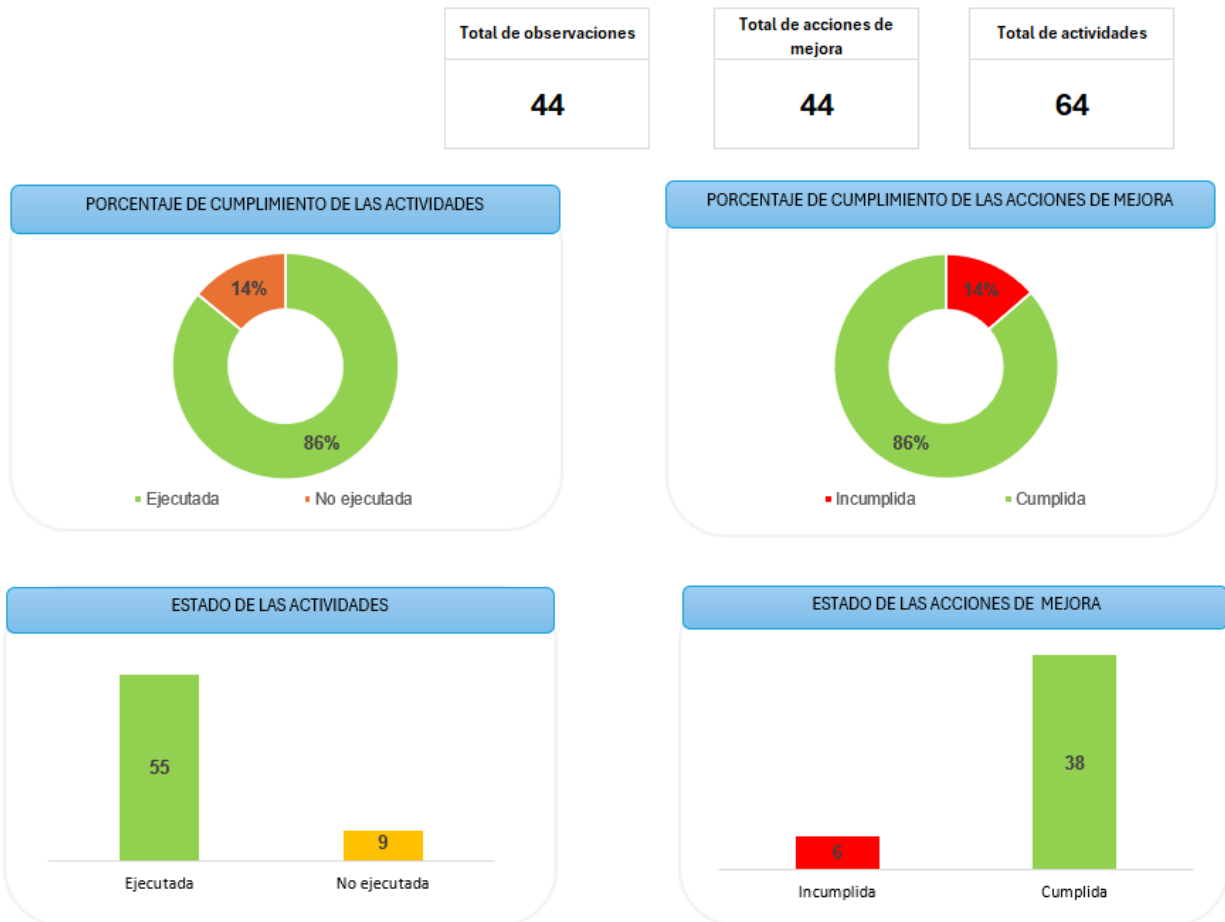 Total de observaciones
44
Total de acciones de
mejora
44
Total de actividades
64
PORCENTAJE DE CUMPLIMIENTO DE LAS ACTIVIDADES
14%
86%
Ejecutada
No ejecutada
PORCENTAJE DE CUMPLIMIENTO DE LAS ACCIONES DE MEJORA
14%
86%
Incumplida
Cumplida
ESTADO DE LAS ACTIVIDADES
55
9
Ejecutada
No ejecutada
ESTADO DE LAS ACCIONES DE MEJORA
6
38
Incumplida
Cumplida